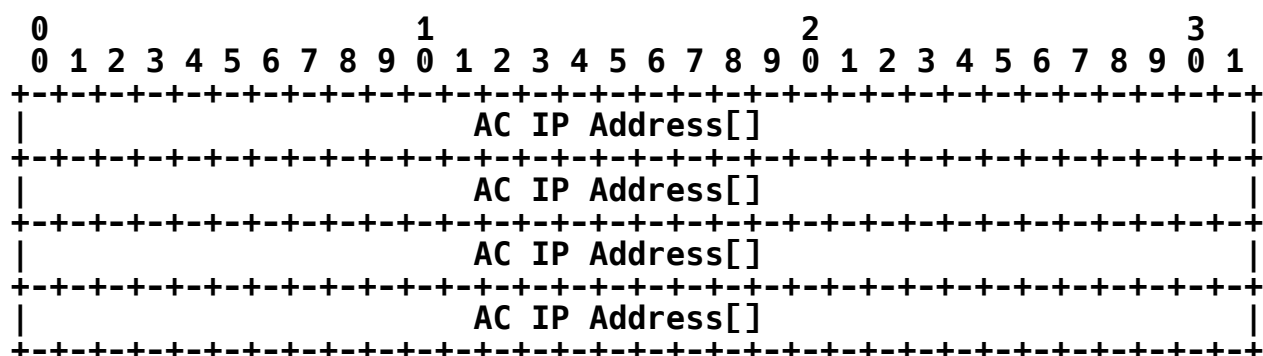 0                   1                   2                   3
 0 1 2 3 4 5 6 7 8 9 0 1 2 3 4 5 6 7 8 9 0 1 2 3 4 5 6 7 8 9 0 1
+-+-+-+-+-+-+-+-+-+-+-+-+-+-+-+-+-+-+-+-+-+-+-+-+-+-+-+-+-+-+-+-+
|                       AC IP Address[]                         |
+-+-+-+-+-+-+-+-+-+-+-+-+-+-+-+-+-+-+-+-+-+-+-+-+-+-+-+-+-+-+-+-+
|                       AC IP Address[]                         |
+-+-+-+-+-+-+-+-+-+-+-+-+-+-+-+-+-+-+-+-+-+-+-+-+-+-+-+-+-+-+-+-+
|                       AC IP Address[]                         |
+-+-+-+-+-+-+-+-+-+-+-+-+-+-+-+-+-+-+-+-+-+-+-+-+-+-+-+-+-+-+-+-+
|                       AC IP Address[]                         |
+-+-+-+-+-+-+-+-+-+-+-+-+-+-+-+-+-+-+-+-+-+-+-+-+-+-+-+-+-+-+-+-+